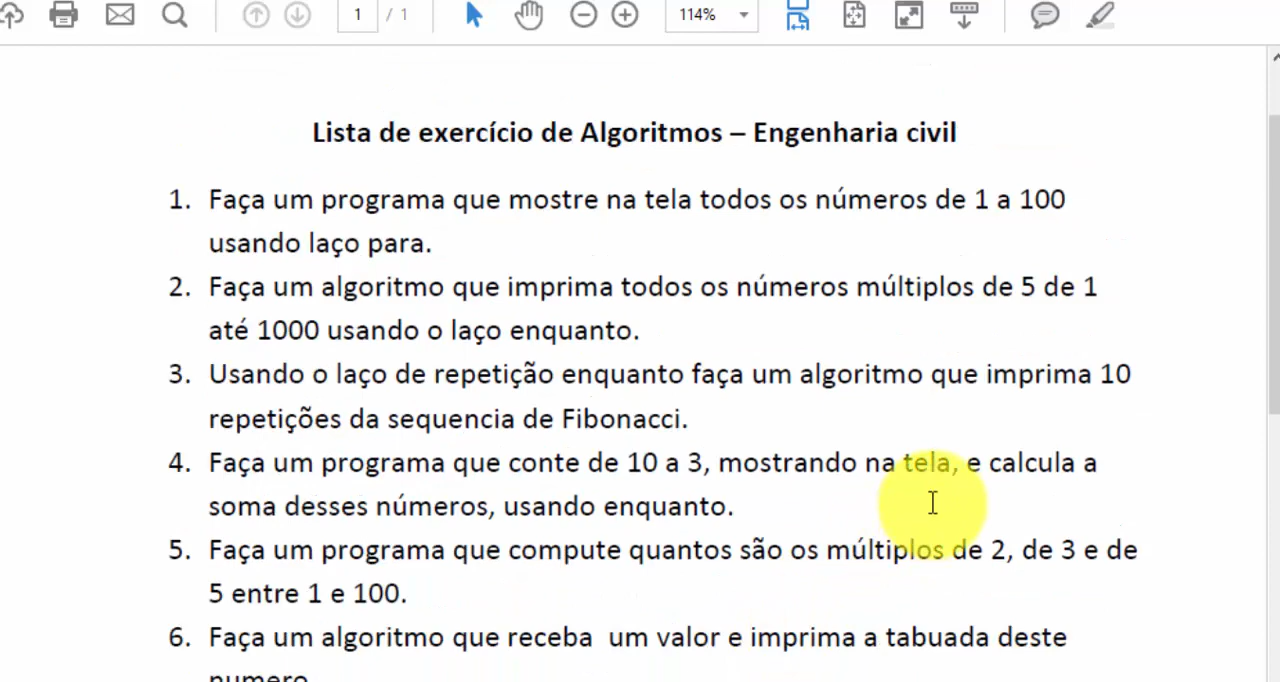 1 / 1 114%
Lista de exercício de Algoritmos – Engenharia civil
1. Faça um programa que mostre na tela todos os números de 1 a 100
usando laço para.
2. Faça um algoritmo que imprima todos os números múltiplos de 5 de 1
até 1000 usando o laço enquanto.
3. Usando o laço de repetição enquanto faça um algoritmo que imprima 10
repetições da sequencia de Fibonacci.
4. Faça um programa que conte de 10 a 3, mostrando na tela, e calcula a
soma desses números, usando enquanto.
5. Faça um programa que compute quantos são os múltiplos de 2, de 3 e de
5 entre 1 e 100.
6. Faça um algoritmo que receba  um valor e imprima a tabuada deste
numero